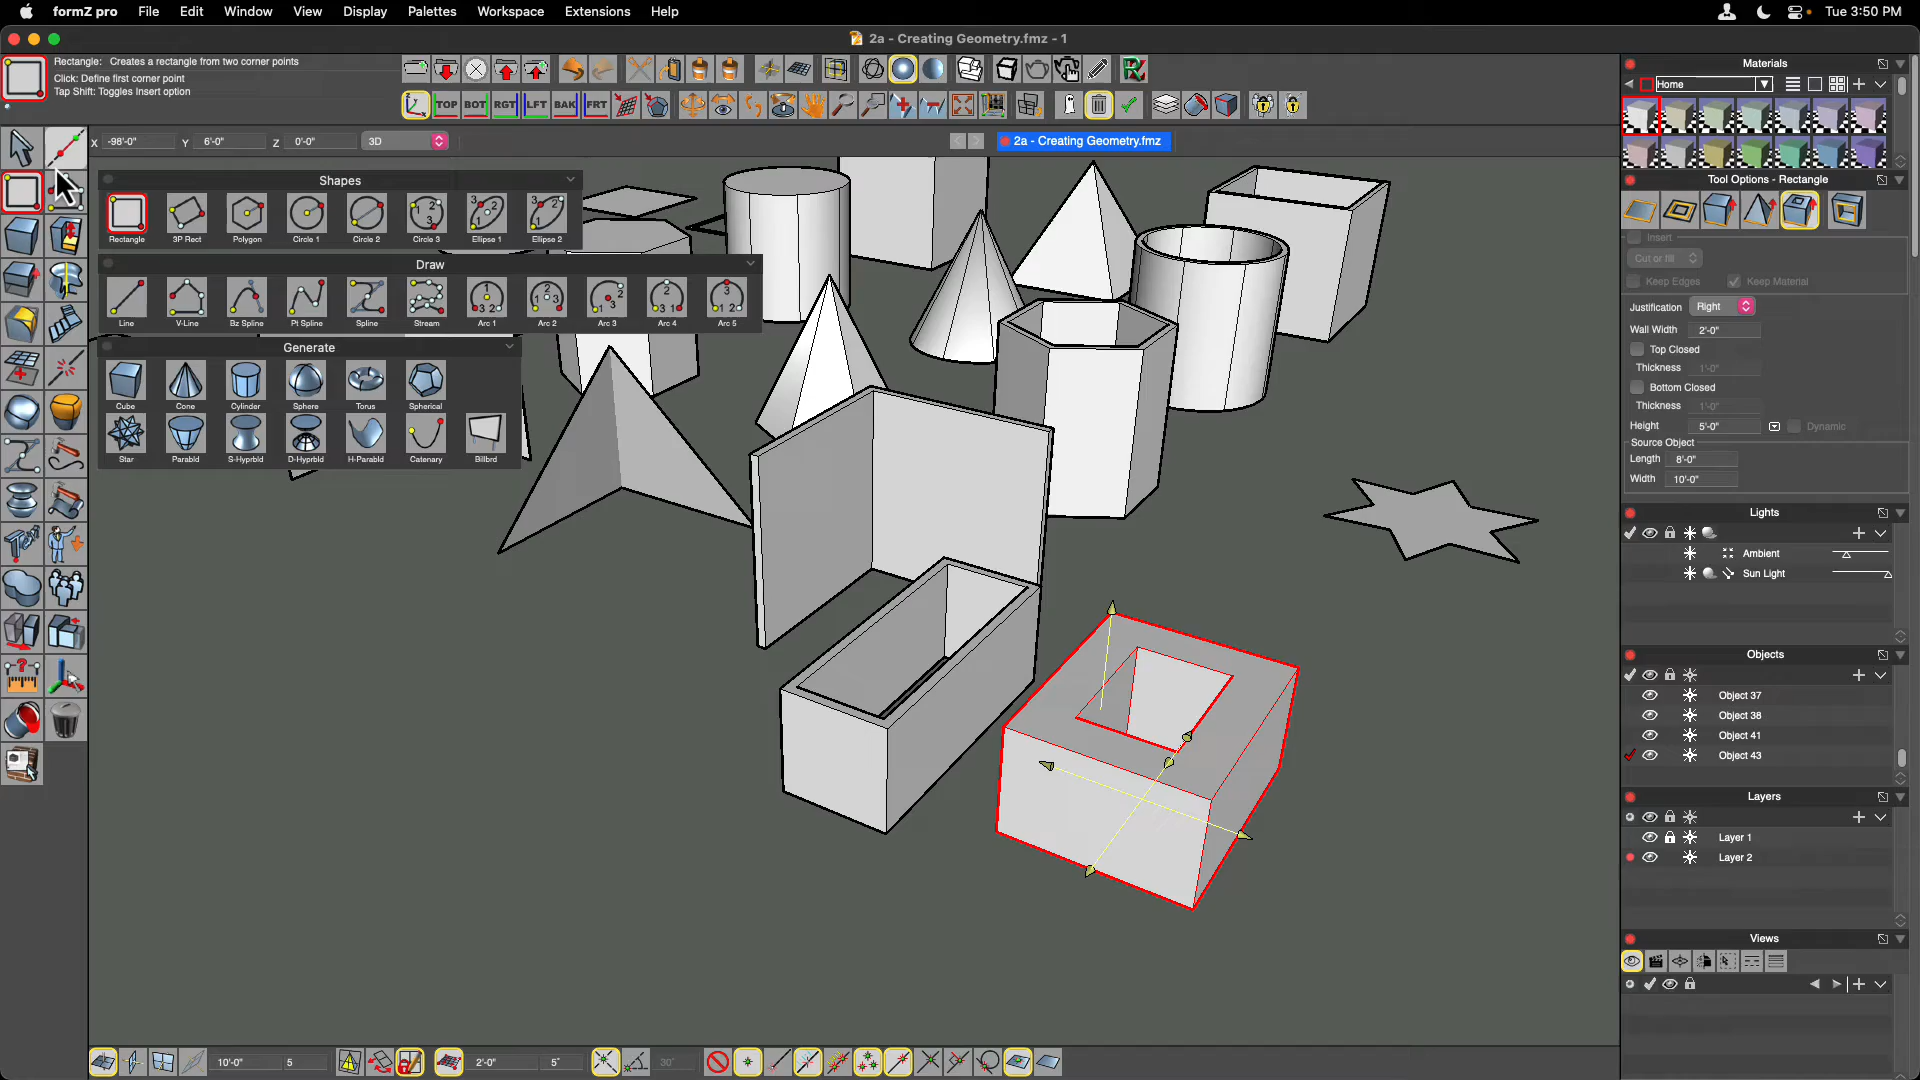 formZ pro File Edit Window View Display Palettes Workspace Extensions Help Tue 3:50 PM
2a - Creating Geometry.fmz - 1
Rectangle: Creates a rectangle from two corner points
Click: Define first corner point
Tap Shift: Toggles Insert option
TOP BOT RGT LFT BAK FRT
X -98'-0" Y 6'-0" Z 0'-0" 3D
2a - Creating Geometry.fmz
Shapes
Rectangle 3P Rect Polygon Circle 1 Circle 2 Circle 3 Ellipse 1 Ellipse 2
Draw
Line V-Line Bz Spline Pt Spline Spline Stream Arc 1 Arc 2 Arc 3 Arc 4 Arc 5
Generate
Cube Cone Cylinder Sphere Torus Spherical
Star Parabld S-Hyprbld D-Hyprbld H-Parabld Catenary Billbrd
Materials
Home
Tool Options - Rectangle
Insert
Cut or fill
Keep Edges Keep Material
Justification Right
Wall Width 2'-0"
Top Closed
Thickness 1'-0"
Bottom Closed
Thickness 1'-0"
Height 5'-0" Dynamic
Source Object
Length 8'-0"
Width 10'-0"
Lights
Ambient
Sun Light
Objects
Object 37
Object 38
Object 41
Object 43
Layers
Layer 1
Layer 2
Views
10'-0" 5 2'-0" 5" 30°